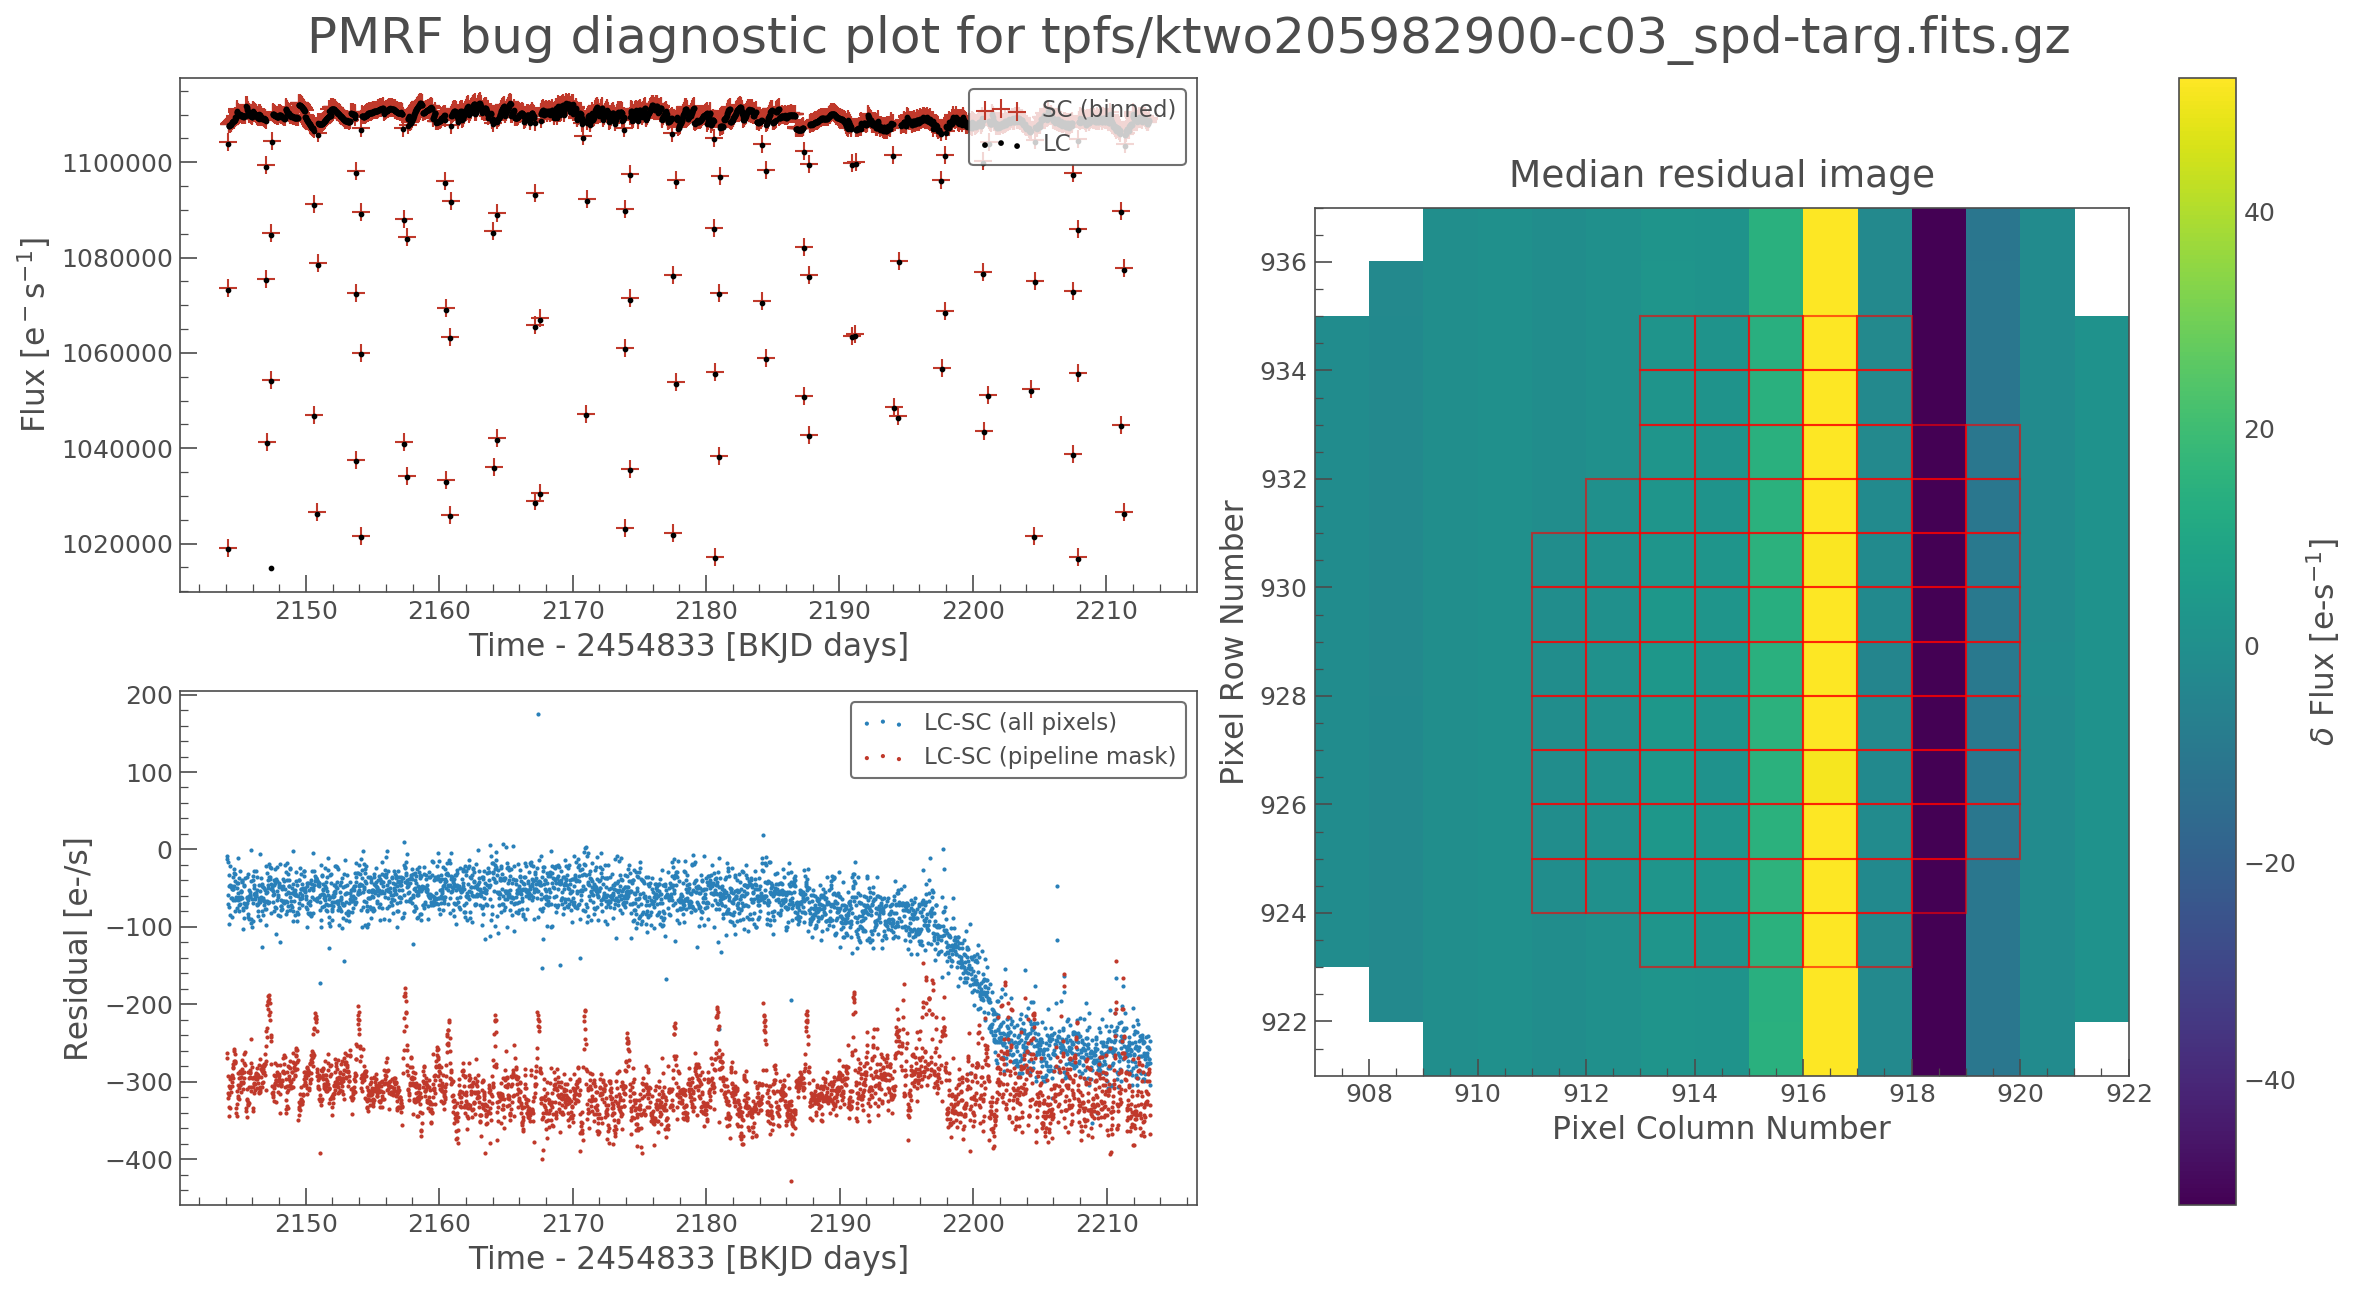 PMRF bug diagnostic plot for tpfs/ktwo205982900-c03_spd-targ.fits.gz
SC (binned)
LC
Flux [e⁻s⁻¹]
1100000
1080000
1060000
1040000
1020000
2150 2160 2170 2180 2190 2200 2210
Time - 2454833 [BKJD days]
LC-SC (all pixels)
LC-SC (pipeline mask)
Residual [e-/s]
200
100
0
−100
−200
−300
−400
2150 2160 2170 2180 2190 2200 2210
Time - 2454833 [BKJD days]
Median residual image
Pixel Row Number
936
934
932
930
928
926
924
922
908 910 912 914 916 918 920 922
Pixel Column Number
40
20
0
−20
−40
δ Flux [e-s⁻¹]